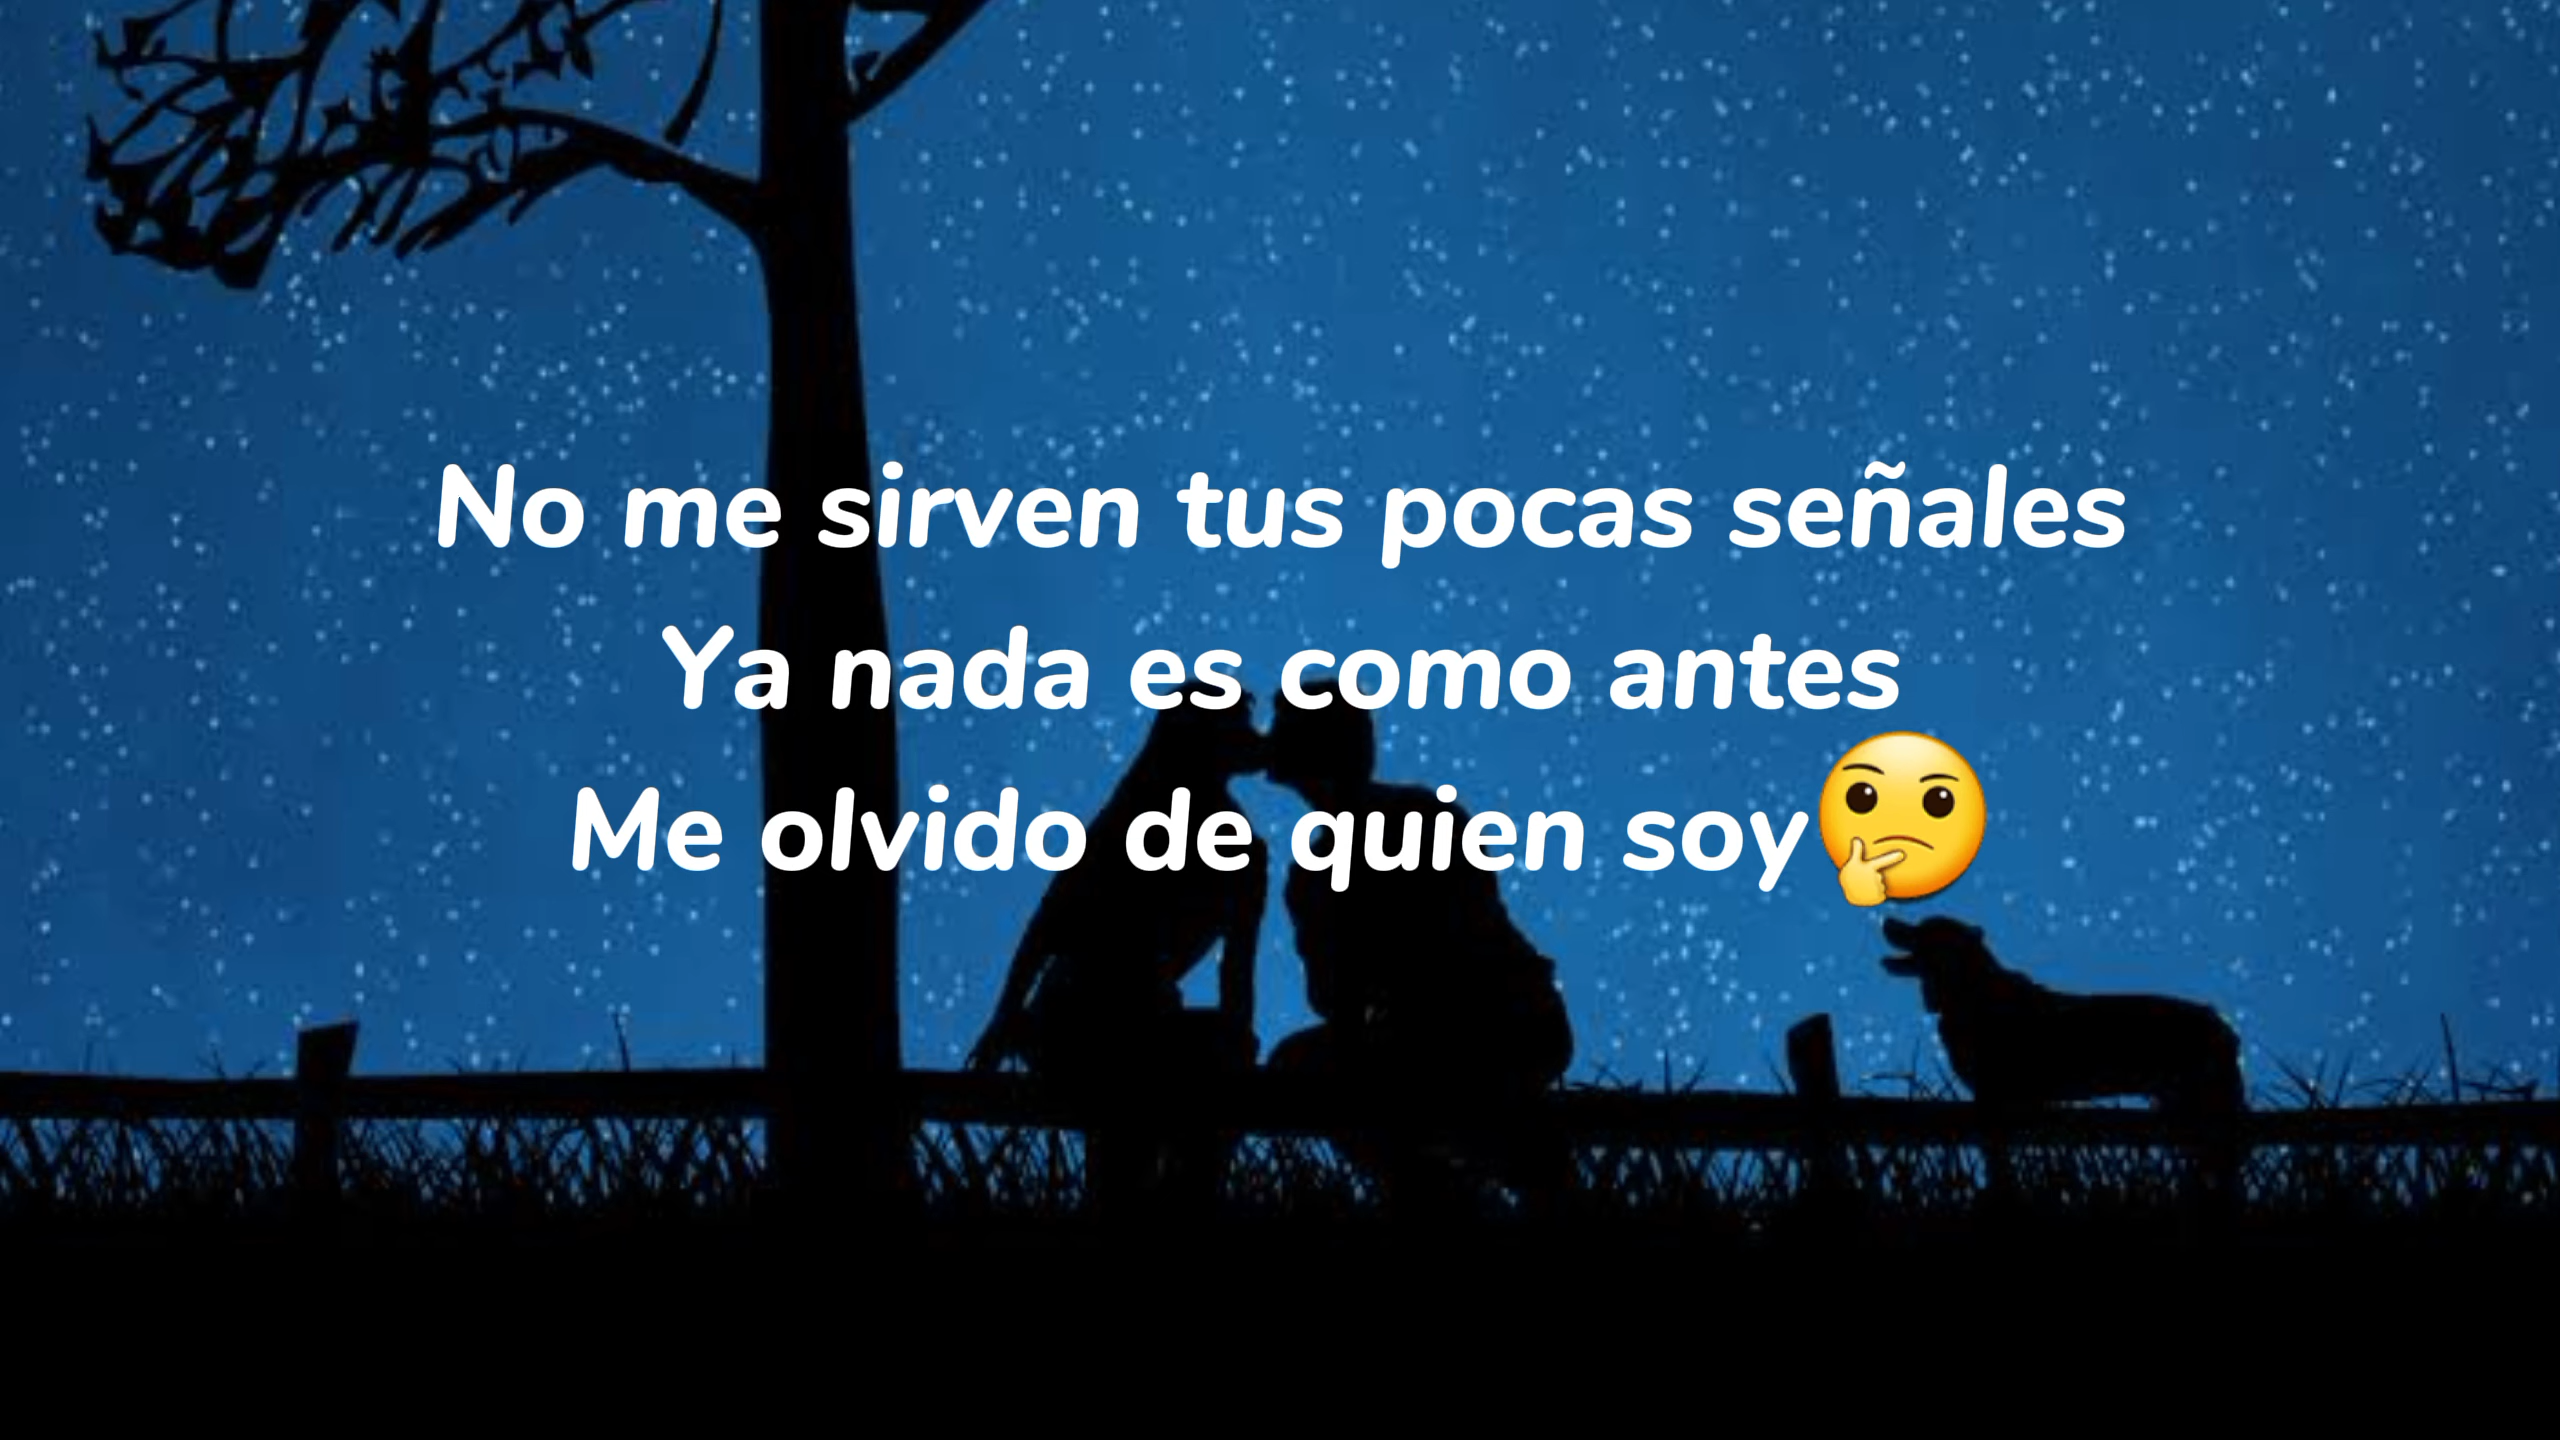 No me sirven tus pocas señales
Ya nada es como antes
Me olvido de quien soy🤔